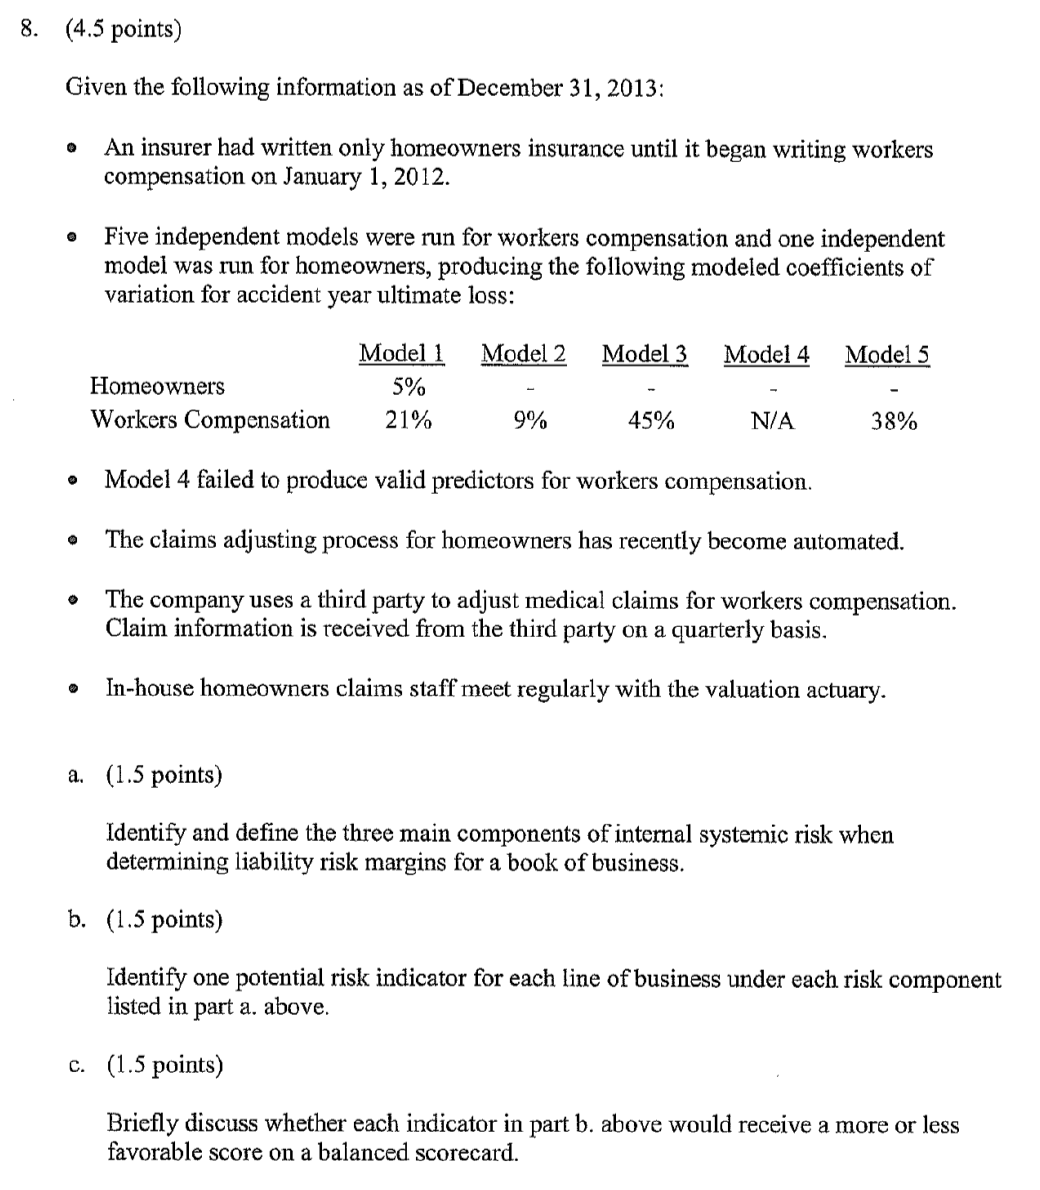 8. (4.5 points)
Given the following information as of December 31, 2013:
• An insurer had written only homeowners insurance until it began writing workers
compensation on January 1, 2012.
• Five independent models were run for workers compensation and one independent
model was run for homeowners, producing the following modeled coefficients of
variation for accident year ultimate loss:
Model 1 Model 2 Model 3 Model 4 Model 5
Homeowners 5% - - - -
Workers Compensation 21% 9% 45% N/A 38%
• Model 4 failed to produce valid predictors for workers compensation.
• The claims adjusting process for homeowners has recently become automated.
• The company uses a third party to adjust medical claims for workers compensation.
Claim information is received from the third party on a quarterly basis.
• In-house homeowners claims staff meet regularly with the valuation actuary.
a. (1.5 points)
Identify and define the three main components of internal systemic risk when
determining liability risk margins for a book of business.
b. (1.5 points)
Identify one potential risk indicator for each line of business under each risk component
listed in part a. above.
c. (1.5 points)
Briefly discuss whether each indicator in part b. above would receive a more or less
favorable score on a balanced scorecard.